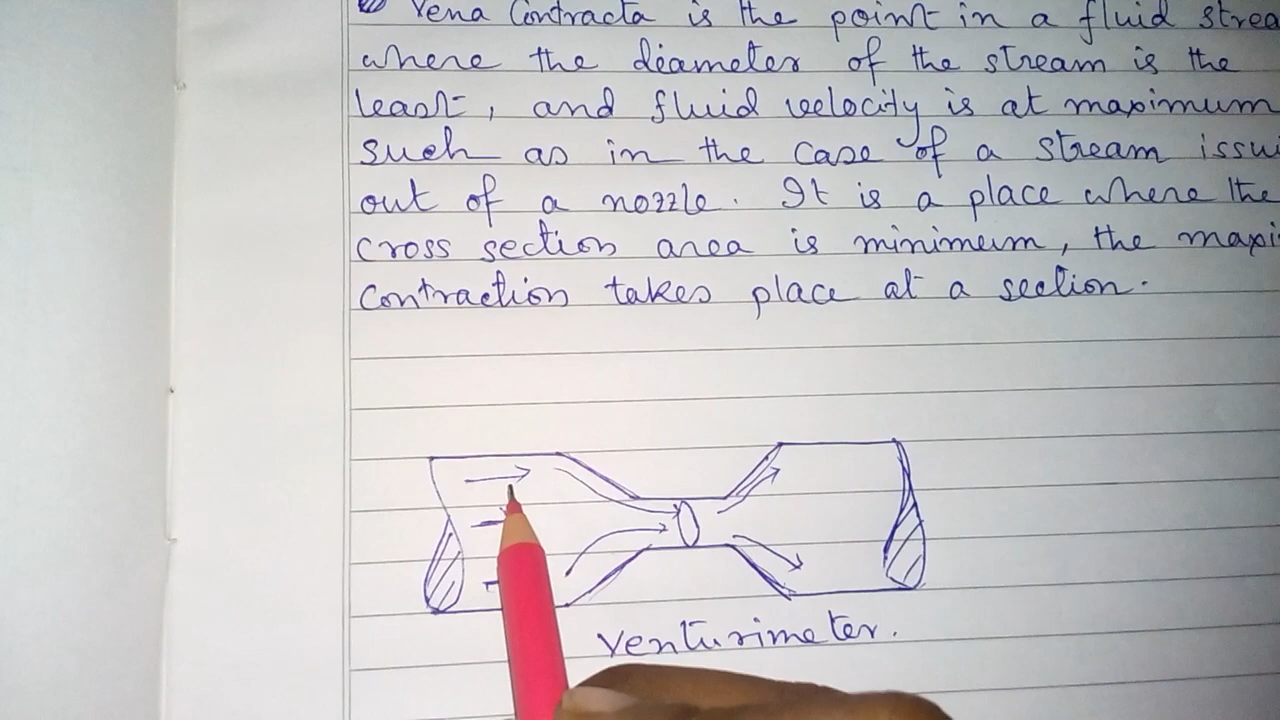 Vena Contracta is the point in a fluid strea
where the diameter of the stream is the
least, and fluid velocity is at maximum
such as in the case of a stream issu
out of a nozzle. It is a place where the
cross section area is minimum, the maxi
contraction takes place at a section.
Venturimeter.